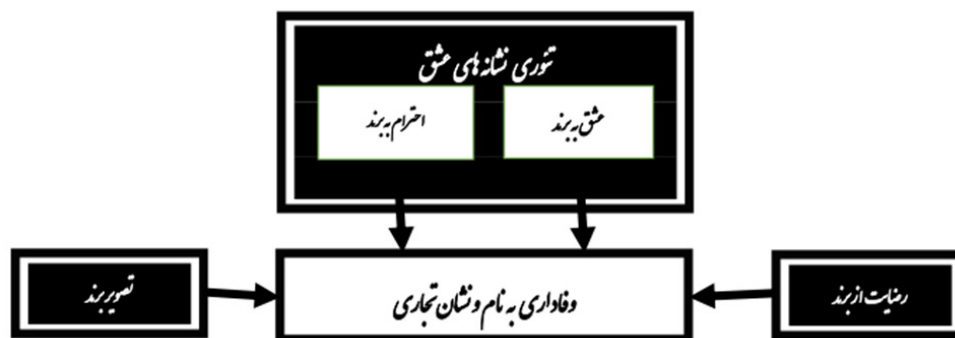 تئوری نشانه های عشق
عشق به برند
احترام به برند
رضایت از برند
وفاداری به نام و نشان تجاری
تصویر برند